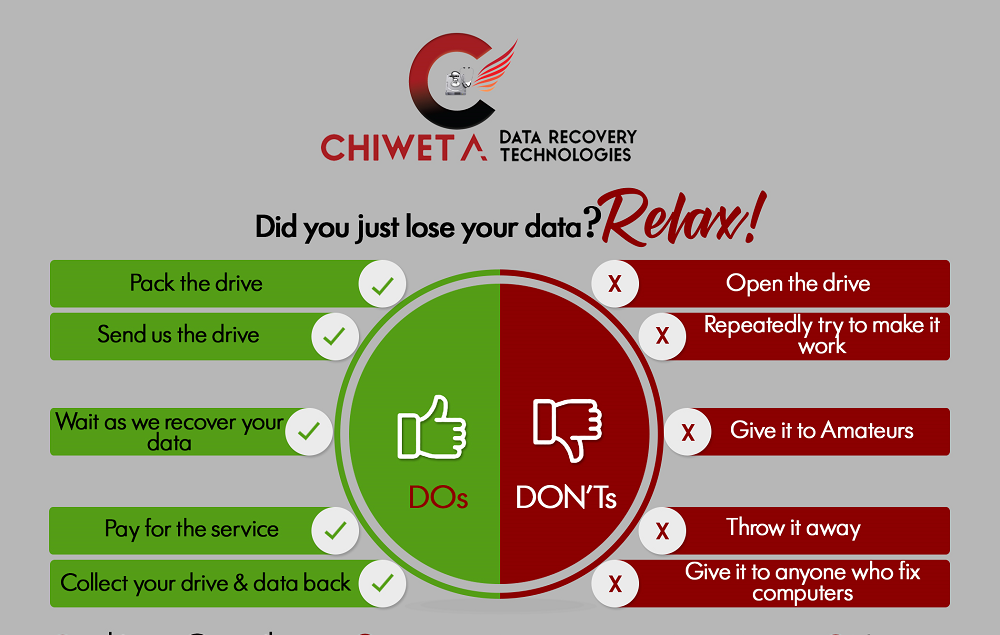 CHIWETA DATA RECOVERY
TECHNOLOGIES
Did you just lose your data? Relax!
Pack the drive
Send us the drive
Wait as we recover your
data
Pay for the service
Collect your drive & data back
DOs
DON'Ts
X Open the drive
X Repeatedly try to make it
work
X Give it to Amateurs
X Throw it away
X Give it to anyone who fix
computers